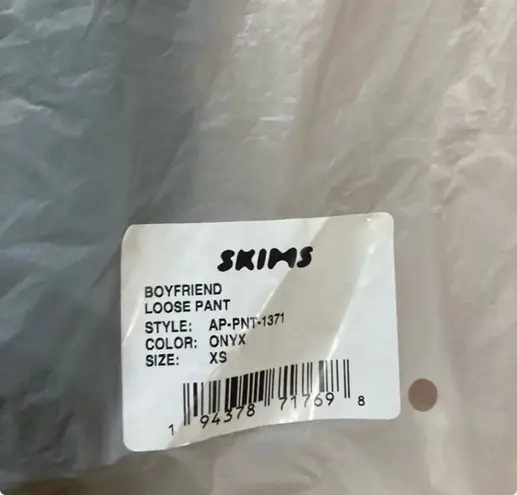 SKIMS
BOYFRIEND
LOOSE PANT
STYLE: AP-PNT-1371
COLOR: ONYX
SIZE: XS
1 94378 71769 8